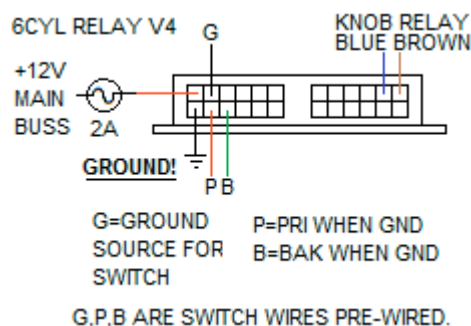 6CYL RELAY V4
G
KNOB RELAY
BLUE BROWN
+12V
MAIN
BUSS
2A
GROUND!
P B
G=GROUND
SOURCE FOR
SWITCH
P=PRI WHEN GND
B=BAK WHEN GND
G,P,B ARE SWITCH WIRES PRE-WIRED.